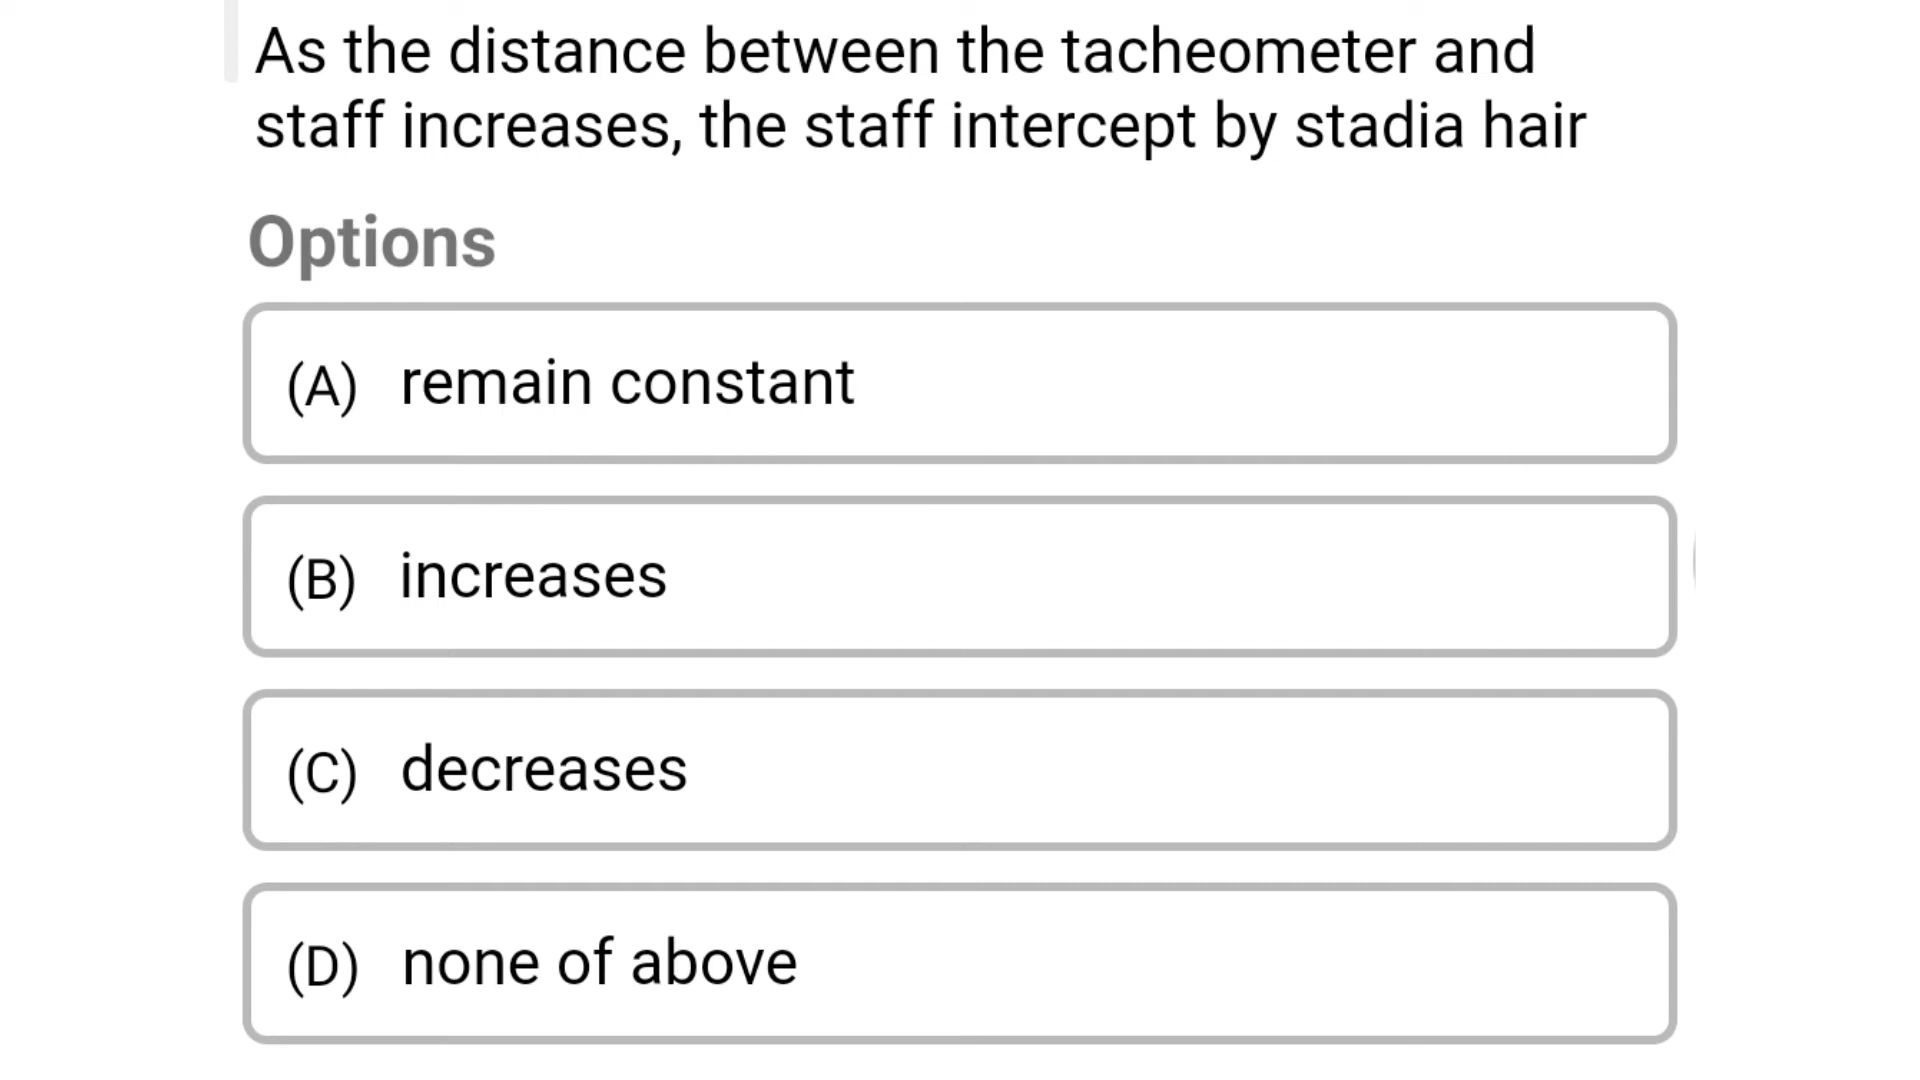 As the distance between the tacheometer and
staff increases, the staff intercept by stadia hair
Options
(A) remain constant
(B) increases
(C) decreases
(D) none of above